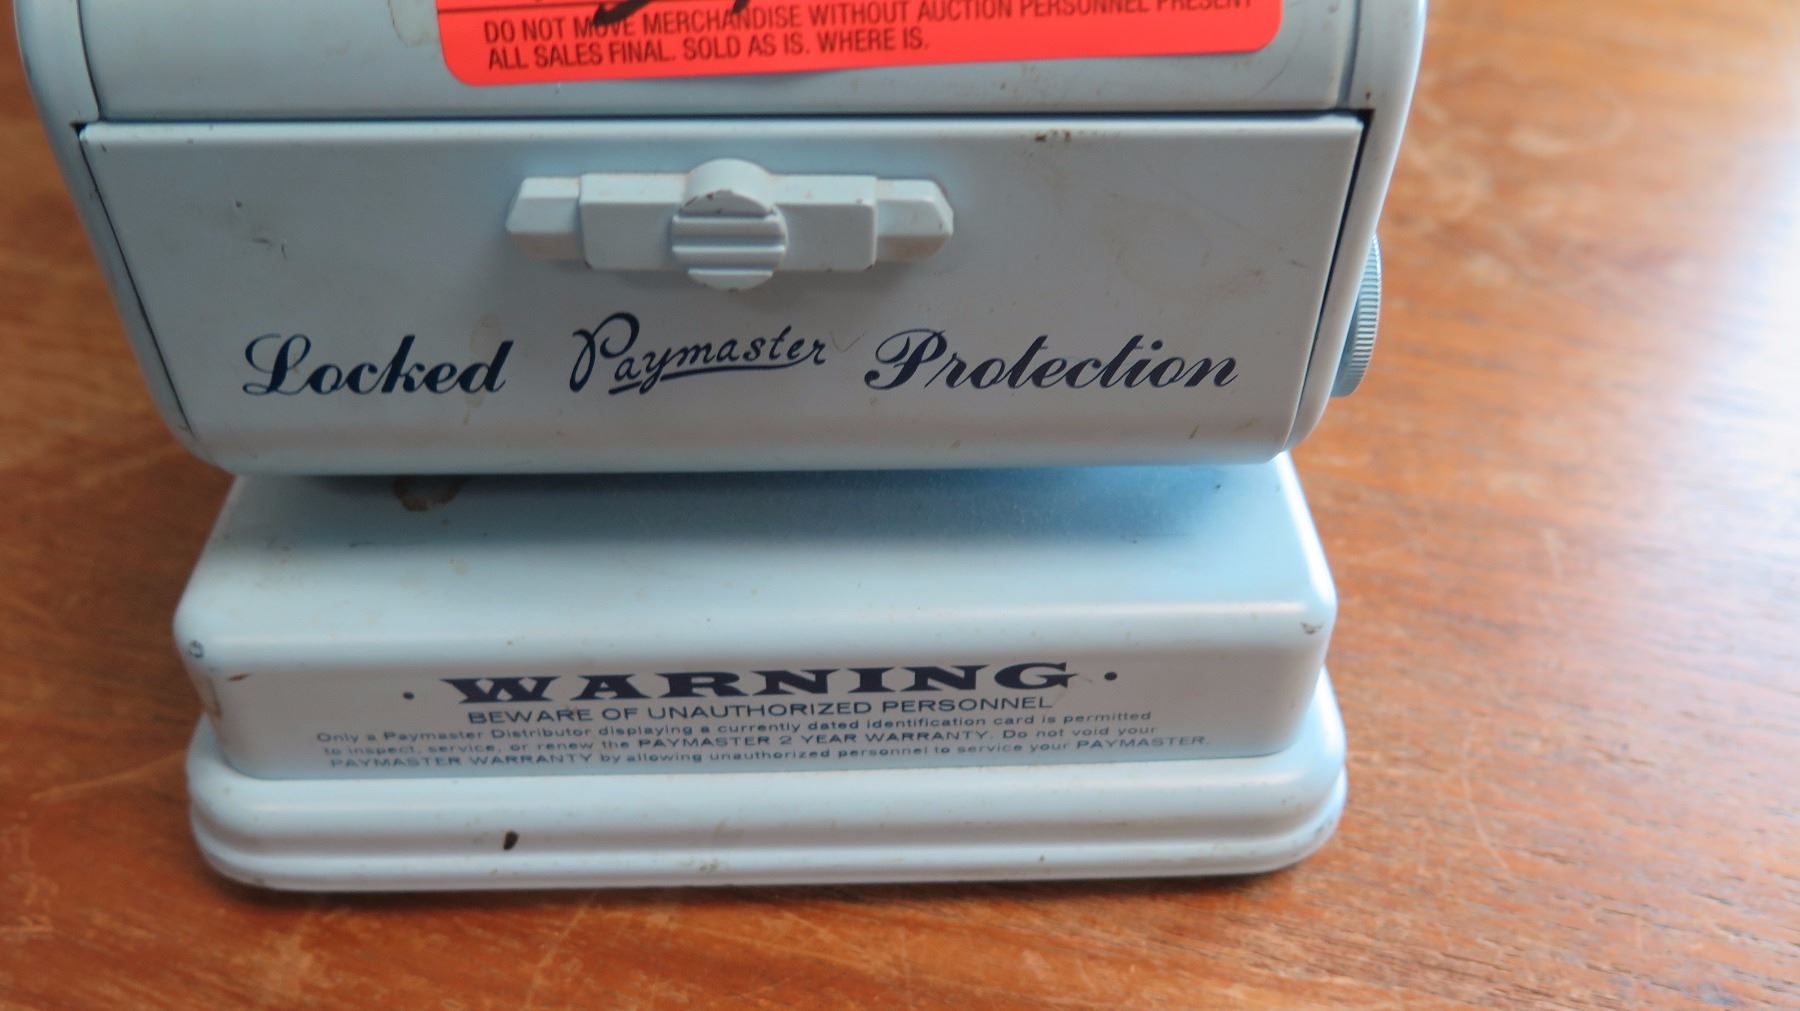 DO NOT MOVE MERCHANDISE WITHOUT AUCTION PERSONNEL PRESENT
ALL SALES FINAL. SOLD AS IS. WHERE IS.
Locked Paymaster Protection
· WARNING ·
BEWARE OF UNAUTHORIZED PERSONNEL
Only a Paymaster Distributor displaying a currently dated identification card is permitted
to inspect, service, or renew the PAYMASTER 2 YEAR WARRANTY. Do not void your
PAYMASTER WARRANTY by allowing unauthorized personnel to service your PAYMASTER.